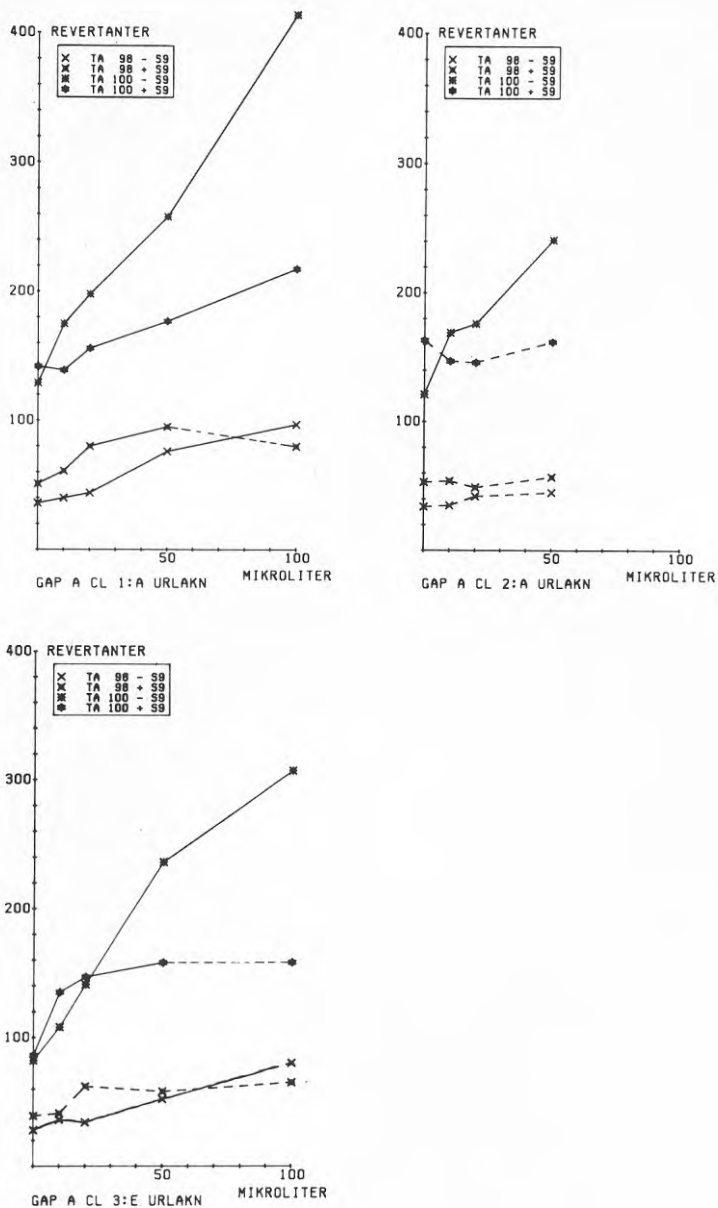 REVERTANTER
400
TA 98 - S9
TA 98 + S9
TA 100 - S9
TA 100 + S9
300
200
100
50
100
MIKROLITER
GAP A CL 1:A URLAKN
REVERTANTER
400
TA 98 - S9
TA 98 + S9
TA 100 - S9
TA 100 + S9
300
200
100
50
100
MIKROLITER
GAP A CL 2:A URLAKN
400
REVERTANTER
TA 98 - S9
TA 98 + S9
TA 100 - S9
TA 100 + S9
300
200
100
50
100
MIKROLITER
GAP A CL 3:E URLAKN